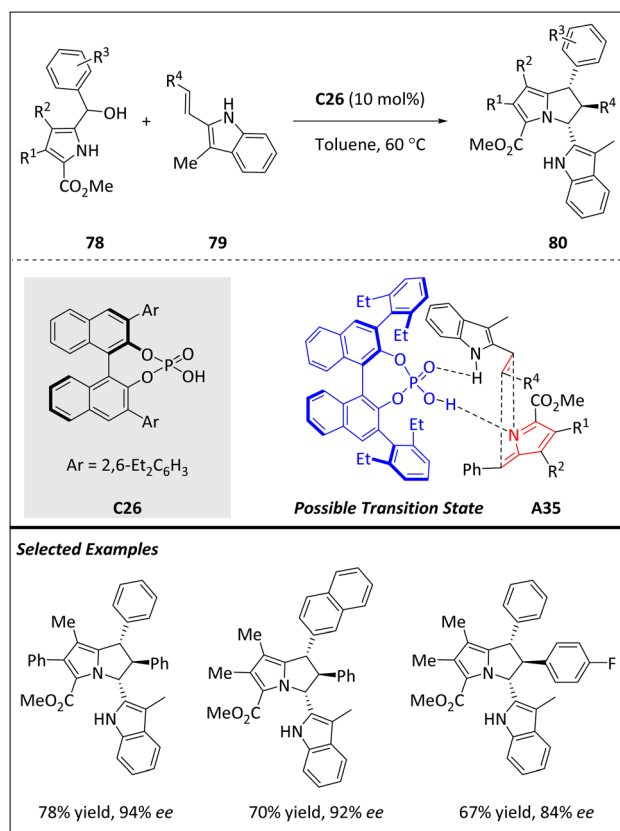 R³
R²
OH
R¹
NH
CO₂Me
78
+
R⁴
H
N
Me
79
C26 (10 mol%)
Toluene, 60 °C
R³
R²
R¹
R⁴
N
MeO₂C
HN
80
Ar
O
O
P
OH
O
Ar
Ar = 2,6-Et₂C₆H₃
C26
Et
Et
O
O
P
O
O
H
Et
Et
N
H
R⁴
CO₂Me
R¹
N
R²
Ph
Possible Transition State
A35
Selected Examples
Me
Ph
Ph
N
MeO₂C
HN
78% yield, 94% ee
Me
Me
Ph
N
MeO₂C
HN
70% yield, 92% ee
Me
Me
F
N
MeO₂C
HN
67% yield, 84% ee